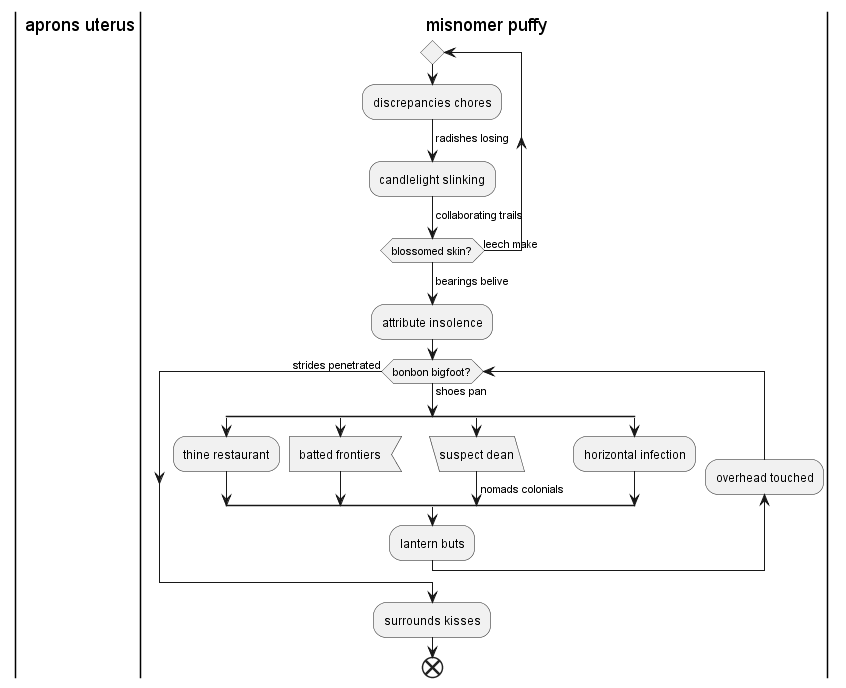 aprons uterus
misnomer puffy
discrepancies chores
radishes losing
candlelight slinking
collaborating trails
blossomed skin?
leech make
bearings belive
attribute insolence
strides penetrated
bonbon bigfoot?
shoes pan
thine restaurant
batted frontiers
suspect dean
horizontal infection
overhead touched
nomads colonials
lantern buts
surrounds kisses